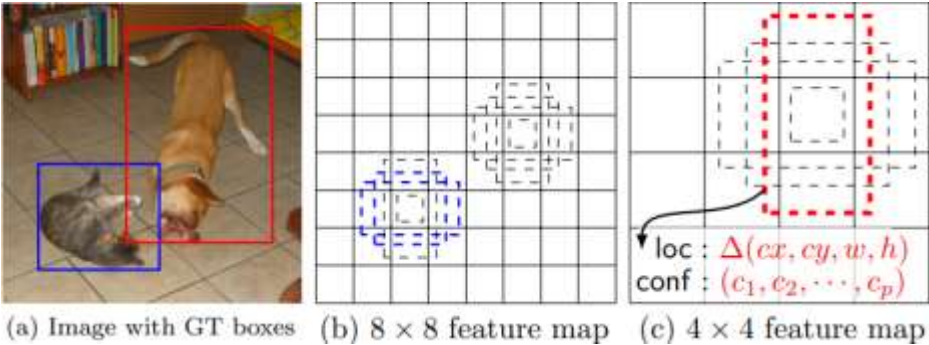 loc : Δ(cx, cy, w, h)
conf : (c₁, c₂, ⋯, cₚ)
(a) Image with GT boxes
(b) 8 × 8 feature map
(c) 4 × 4 feature map